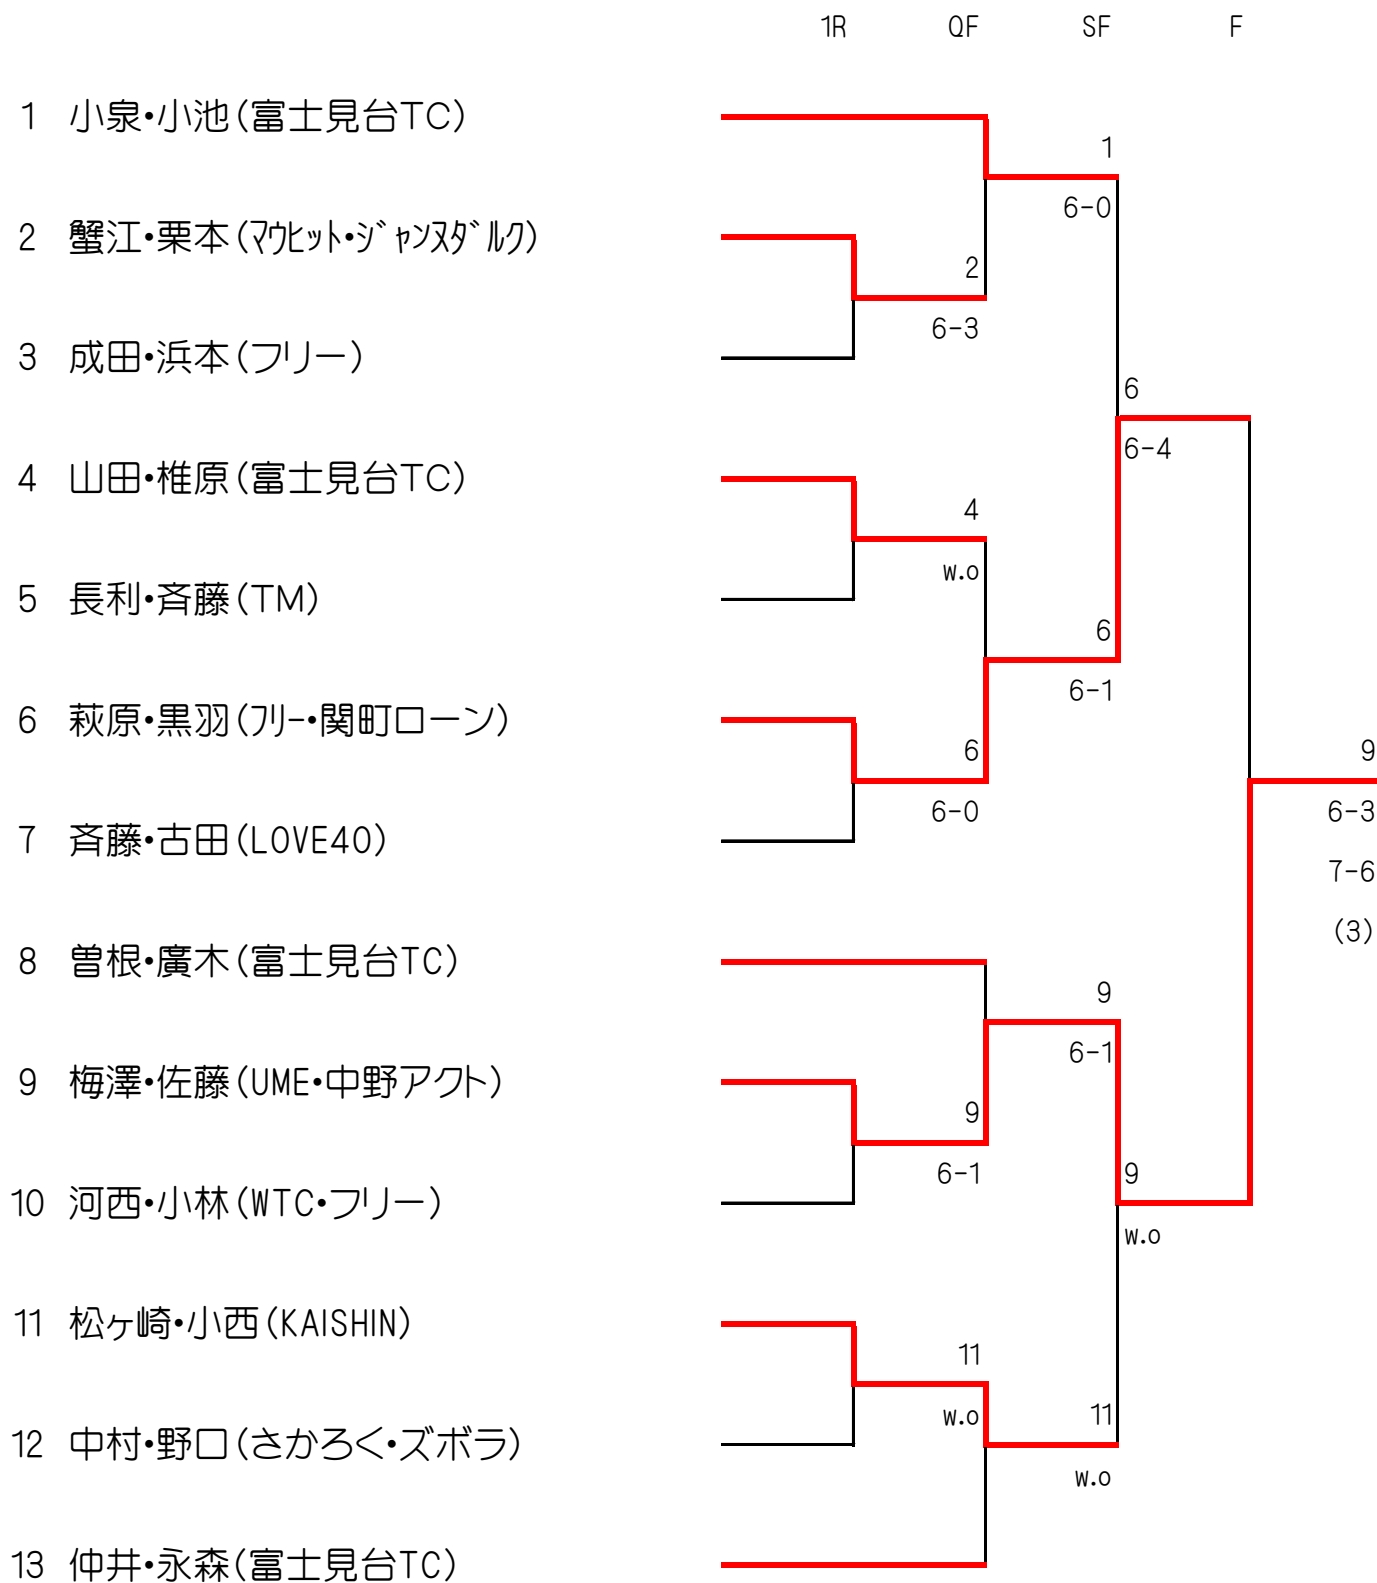 1R QF SF F
1 小泉・小池(富士見台TC)
1
6-0
2 蟹江・栗本(マウヒット・ジャンヌダルク)
2
6-3
3 成田・浜本(フリー)
6
6-4
4 山田・椎原(富士見台TC)
4
w.o
5 長利・斉藤(TM)
6
6-1
6 萩原・黒羽(フリー・関町ローン)
6
6-0
9
6-3
7-6
(3)
7 斉藤・古田(LOVE40)
8 曽根・廣木(富士見台TC)
9
6-1
9 梅澤・佐藤(UME・中野アクト)
9
6-1
9
w.o
10 河西・小林(WTC・フリー)
11 松ヶ崎・小西(KAISHIN)
11
w.o
11
w.o
12 中村・野口(さかろく・ズボラ)
13 仲井・永森(富士見台TC)